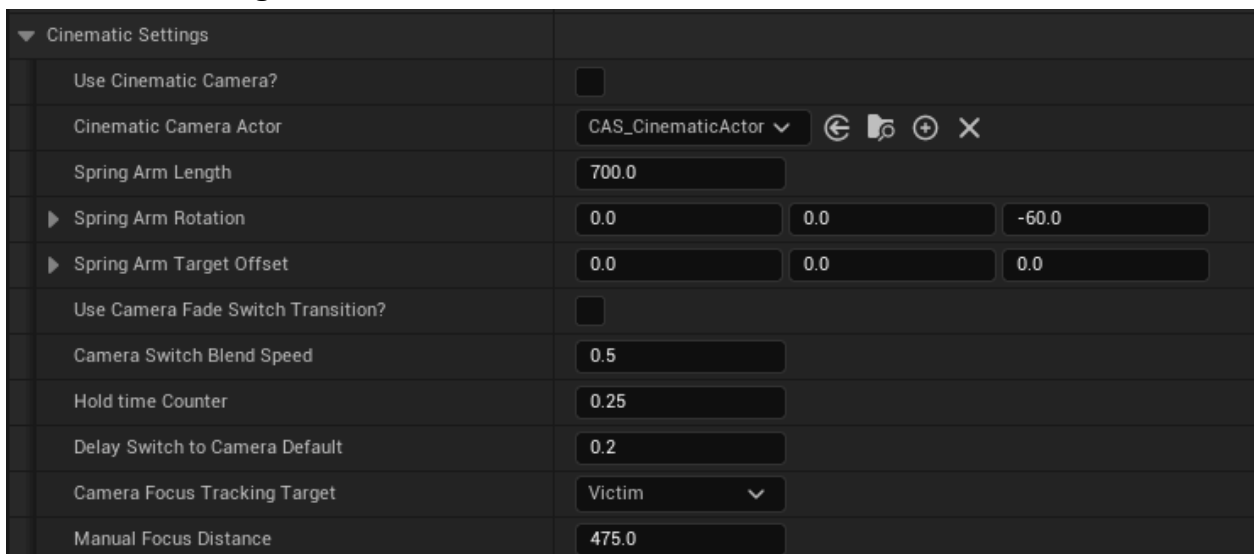 Cinematic Settings
Use Cinematic Camera?
Cinematic Camera Actor CAS_CinematicActor
Spring Arm Length 700.0
Spring Arm Rotation 0.0 0.0 -60.0
Spring Arm Target Offset 0.0 0.0 0.0
Use Camera Fade Switch Transition?
Camera Switch Blend Speed 0.5
Hold time Counter 0.25
Delay Switch to Camera Default 0.2
Camera Focus Tracking Target Victim
Manual Focus Distance 475.0